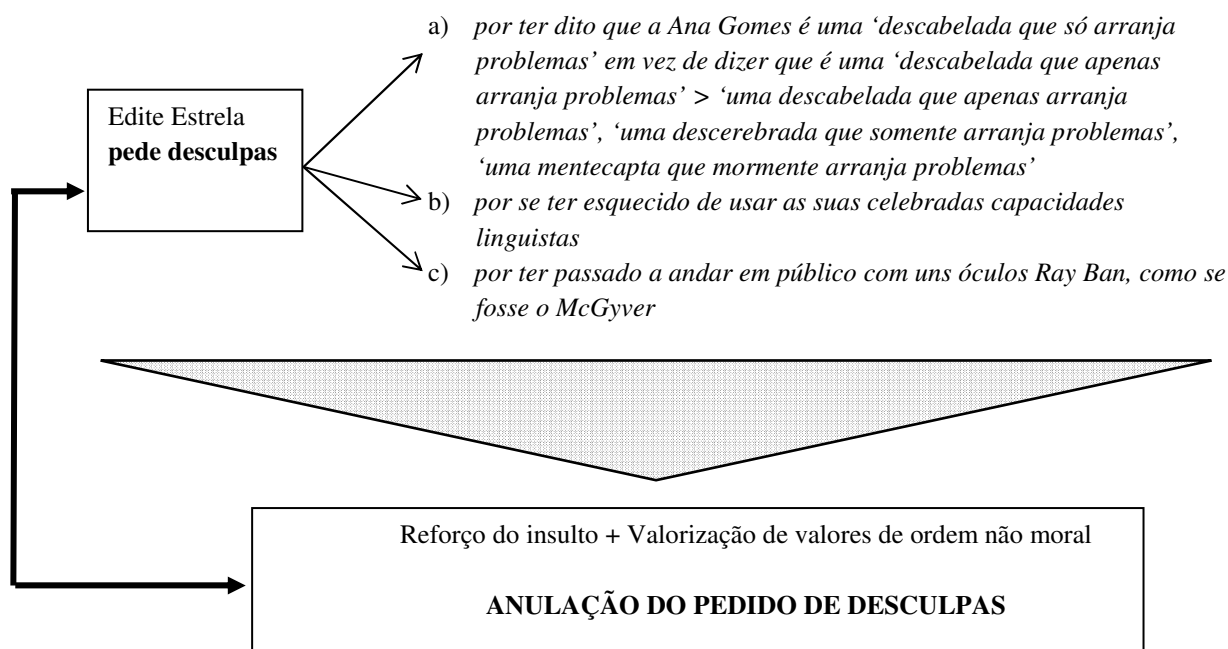 Edite Estrela
pede desculpas
a) por ter dito que a Ana Gomes é uma ‘descabelada que só arranja
problemas’ em vez de dizer que é uma ‘descabelada que apenas
arranja problemas’ > ‘uma descabelada que apenas arranja
problemas’, ‘uma descerebrada que somente arranja problemas’,
‘uma mentecapta que mormente arranja problemas’
b) por se ter esquecido de usar as suas celebradas capacidades
linguistas
c) por ter passado a andar em público com uns óculos Ray Ban, como se
fosse o McGyver
Reforço do insulto + Valorização de valores de ordem não moral
ANULAÇÃO DO PEDIDO DE DESCULPAS